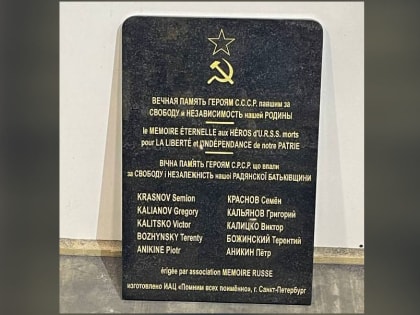 ВЕЧНАЯ ПАМЯТЬ ГЕРОЯМ С.С.С.Р. павшим за
СВОБОДУ и НЕЗАВИСИМОСТЬ нашей РОДИНЫ
le MEMOIRE ÉTERNELLE aux HÉROS d'U.R.S.S. morts
pour LA LIBERTÉ et L'INDÉPENDANCE de notre PATRIE
ВІЧНА ПАМЯТЬ ГЕРОЯМ С.Р.С.Р. що впали
за СВОБОДУ і НЕЗАЛЕЖНІСТЬ нашої РАДЯНСКОЇ БАТЬКІВЩИНИ
KRASNOV Semion КРАСНОВ Семён
KALIANOV Gregory КАЛЬЯНОВ Григорий
KALITSKO Victor КАЛИЦКО Виктор
BOZHYNSKY Terenty БОЖИНСКИЙ Терентий
ANIKINE Piotr АНИКИН Пётр
érigée par association MEMOIRE RUSSE
изготовлено ИАЦ «Помним всех поимённо», г. Санкт-Петербург